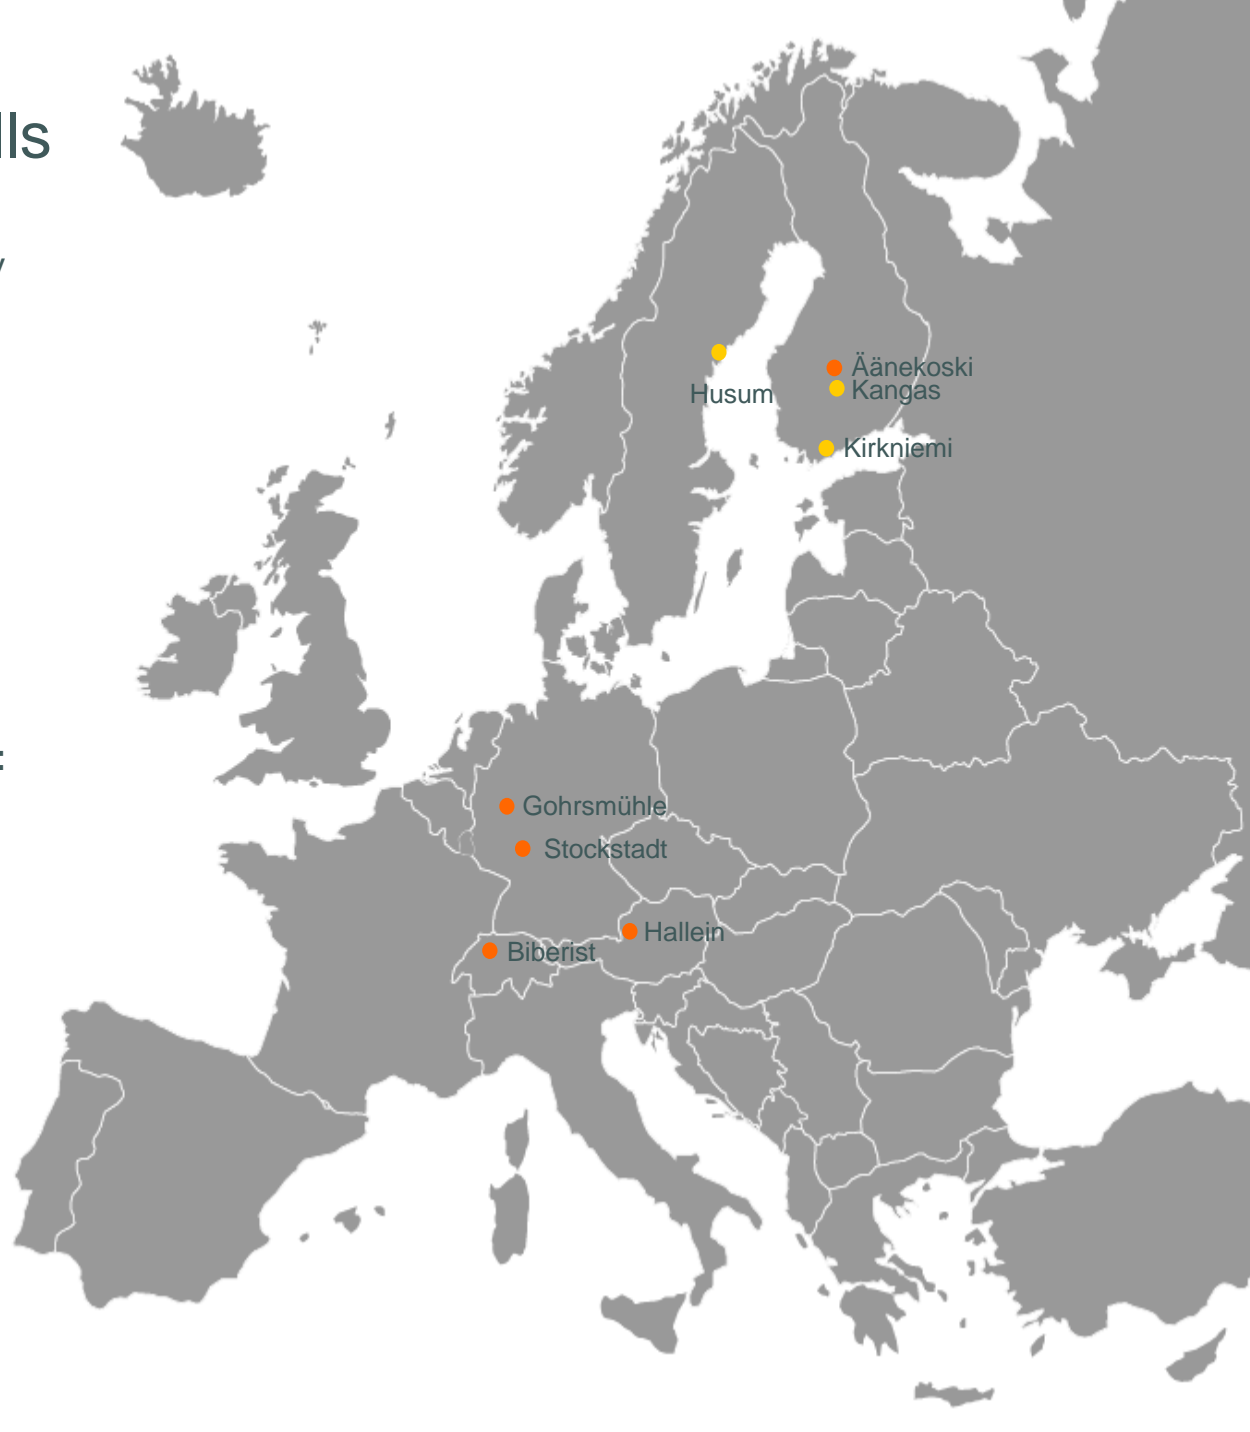 lls
Äänekoski
Kangas
Husum
Kirkniemi
Gohrsmühle
Stockstadt
Hallein
Biberist